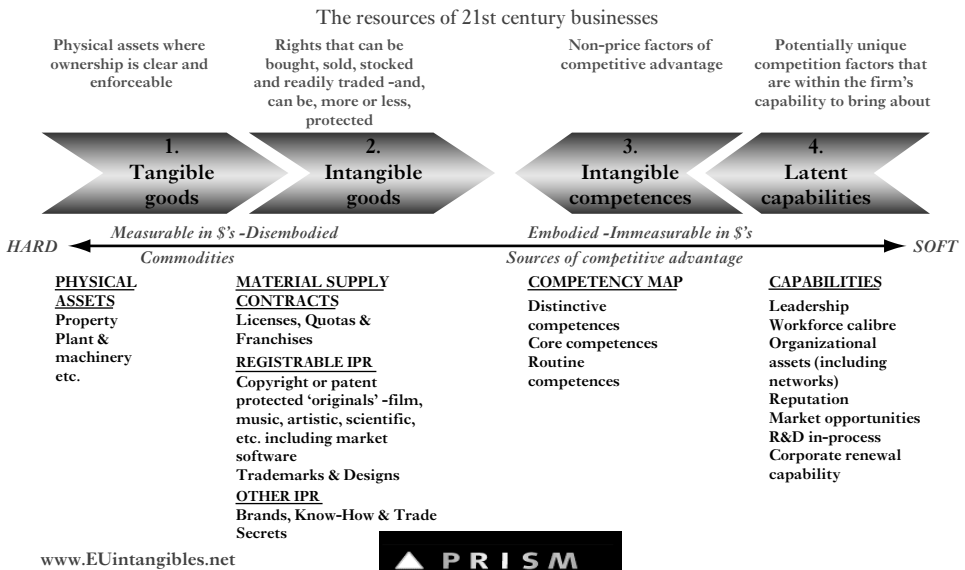 The resources of 21st century businesses
Physical assets where
ownership is clear and
enforceable
Rights that can be
bought, sold, stocked
and readily traded -and,
can be, more or less,
protected
Non-price factors of
competitive advantage
Potentially unique
competition factors that
are within the firm's
capability to bring about
1.
Tangible
goods
2.
Intangible
goods
3.
Intangible
competences
4.
Latent
capabilities
HARD
Measurable in $'s -Disembodied
Commodities
Embodied -Immeasurable in $'s
Sources of competitive advantage
SOFT
PHYSICAL
ASSETS
Property
Plant &
machinery
etc.
MATERIAL SUPPLY
CONTRACTS
Licenses, Quotas &
Franchises
REGISTRABLE IPR
Copyright or patent
protected 'originals' -film,
music, artistic, scientific,
etc. including market
software
Trademarks & Designs
OTHER IPR
Brands, Know-How & Trade
Secrets
COMPETENCY MAP
Distinctive
competences
Core competences
Routine
competences
CAPABILITIES
Leadership
Workforce calibre
Organizational
assets (including
networks)
Reputation
Market opportunities
R&D in-process
Corporate renewal
capability
www.EUintangibles.net
PRISM